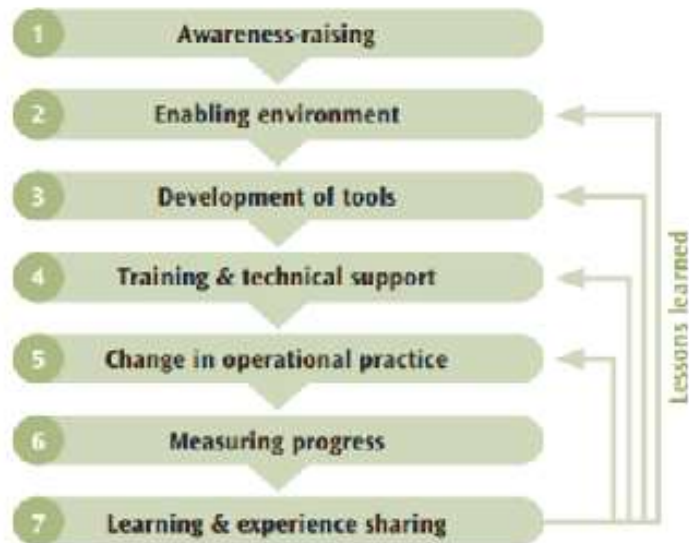 1 Awareness-raising
2 Enabling environment
3 Development of tools
4 Training & technical support
5 Change in operational practice
6 Measuring progress
7 Learning & experience sharing
Lessons learned